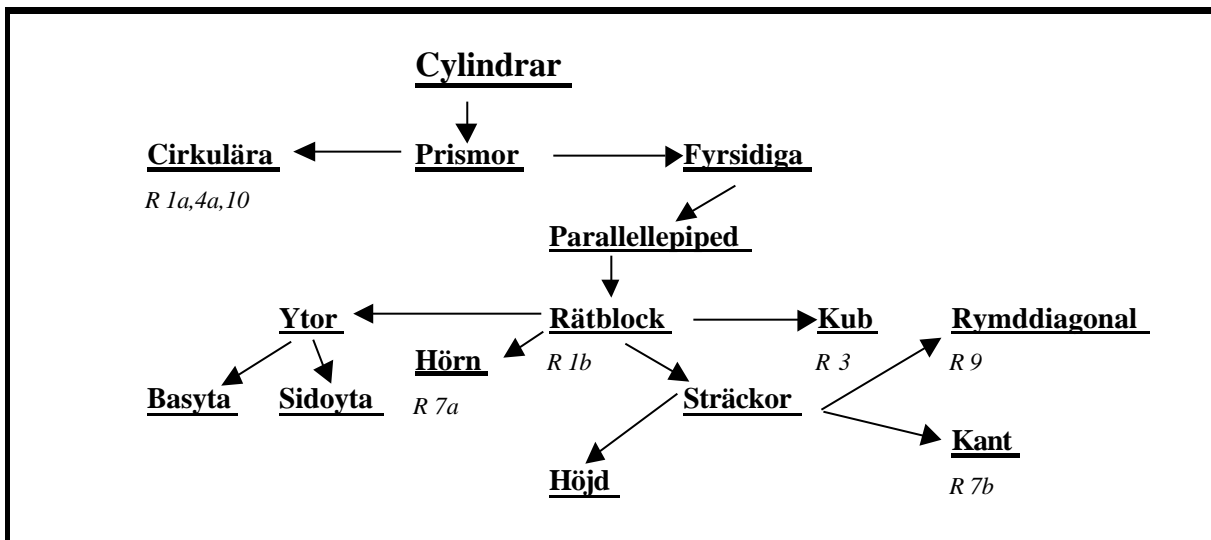 Cylindrar
Cirkulära Prismor Fyrsidiga
R 1a,4a,10
Parallellepiped
Ytor Rätblock Kub Rymddiagonal
Hörn R 1b R 3 R 9
Basyta Sidoyta R 7a Sträckor
Kant
Höjd R 7b